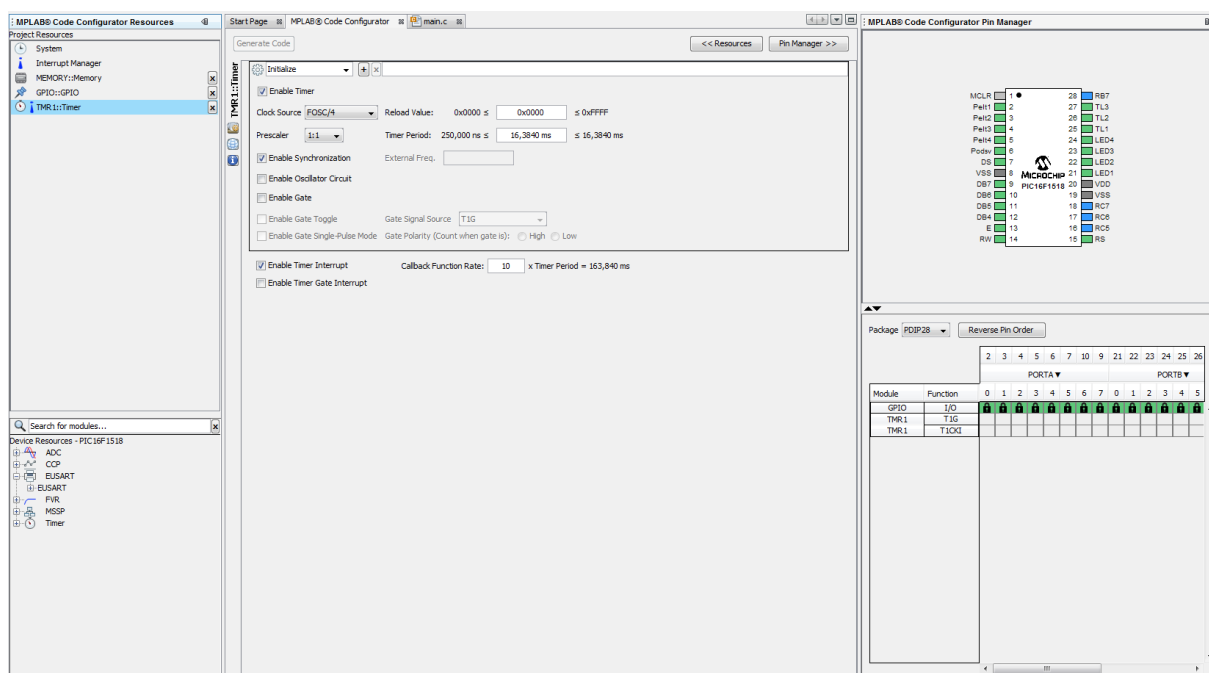 MPLAB® Code Configurator Resources
Project Resources
System
Interrupt Manager
MEMORY::Memory
GPIO::GPIO
TMR1::Timer
Search for modules...
Device Resources - PIC16F1518
ADC
CCP
EUSART
EUSART
FVR
MSSP
Timer
Start Page MPLAB® Code Configurator main.c
Generate Code << Resources Pin Manager >>
TMR1::Timer
Initialize
Enable Timer
Clock Source FOSC/4 Reload Value: 0x0000 ≤ 0x0000 ≤ 0xFFFF
Prescaler 1:1 Timer Period: 250,000 ns ≤ 16,3840 ms ≤ 16,3840 ms
Enable Synchronization External Freq.
Enable Oscillator Circuit
Enable Gate
Enable Gate Toggle Gate Signal Source T1G
Enable Gate Single-Pulse Mode Gate Polarity (Count when gate is): High Low
Enable Timer Interrupt Callback Function Rate: 10 x Timer Period = 163,840 ms
Enable Timer Gate Interrupt
MPLAB® Code Configurator Pin Manager
MCLR 1 28 RB7
Pelt1 2 27 TL3
Pelt2 3 26 TL2
Pelt3 4 25 TL1
Pelt4 5 24 LED4
Podsv 6 23 LED3
DS 7 22 LED2
VSS 8 MICROCHIP 21 LED1
DB7 9 PIC16F1518 20 VDD
DB6 10 19 VSS
DB5 11 18 RC7
DB4 12 17 RC6
E 13 16 RC5
RW 14 15 RS
Package PDIP28 Reverse Pin Order
2 3 4 5 6 7 10 9 21 22 23 24 25 26
PORTA▼ PORTB▼
Module Function 0 1 2 3 4 5 6 7 0 1 2 3 4 5
GPIO I/O
TMR1 T1G
TMR1 T1CKI